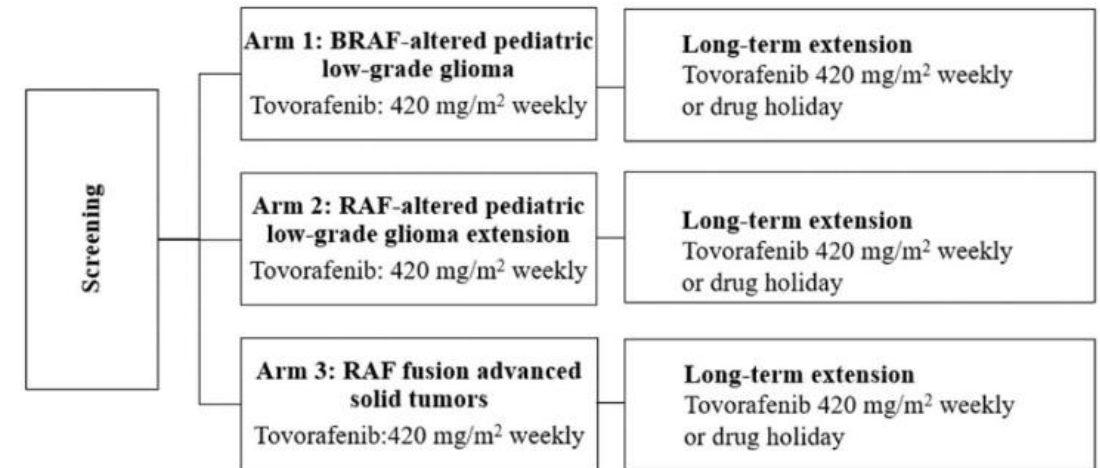 Screening
Arm 1: BRAF-altered pediatric
low-grade glioma
Tovorafenib: 420 mg/m² weekly
Long-term extension
Tovorafenib 420 mg/m² weekly
or drug holiday
Arm 2: RAF-altered pediatric
low-grade glioma extension
Tovorafenib: 420 mg/m² weekly
Long-term extension
Tovorafenib 420 mg/m² weekly
or drug holiday
Arm 3: RAF fusion advanced
solid tumors
Tovorafenib:420 mg/m² weekly
Long-term extension
Tovorafenib 420 mg/m² weekly
or drug holiday